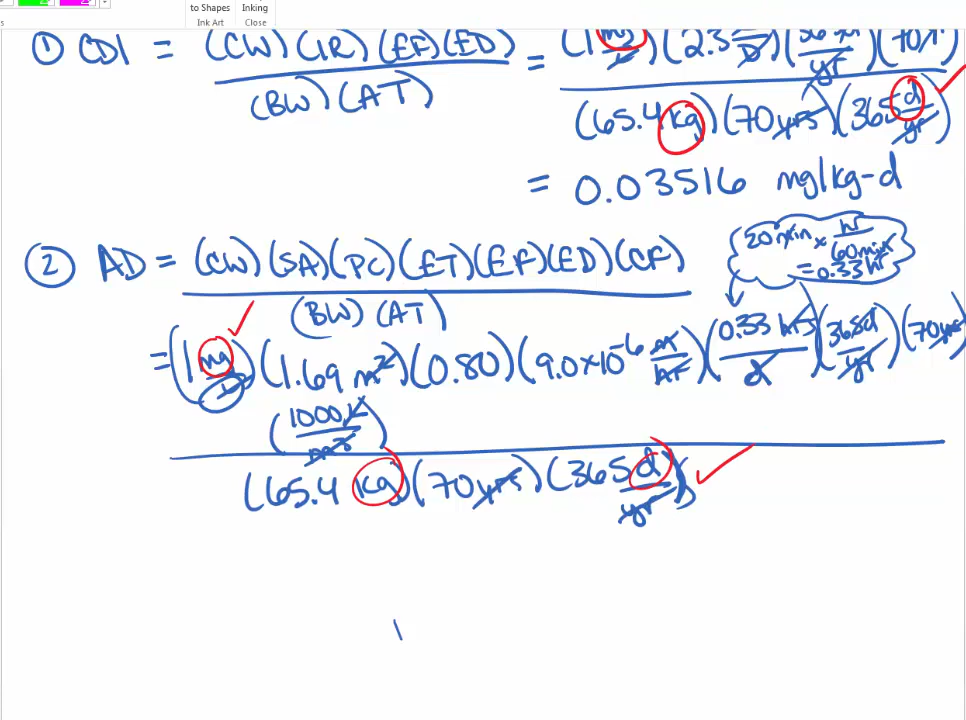 to Shapes
Inking
Ink Art
Close
① CDI = (CW)(IR)(EF)(ED) = (1 mg/L)(2.3 /D)( /yr)(70
(BW)(AT)
(65.4 kg)(70 yrs)(365 d/yr)
= 0.03516 mg/kg-d
20 min × hr/60 min
= 0.33 hr
② AD = (CW)(SA)(PC)(ET)(EF)(ED)(CF)
(BW)(AT)
= (1 mg/L)(1.69 m²)(0.80)(9.0×10⁻⁶ m/hr)(0.33 hrs/d)(365 d/yr)(70 yrs
(1000 L/m³)
(65.4 kg)(70 yrs)(365 d/yr)